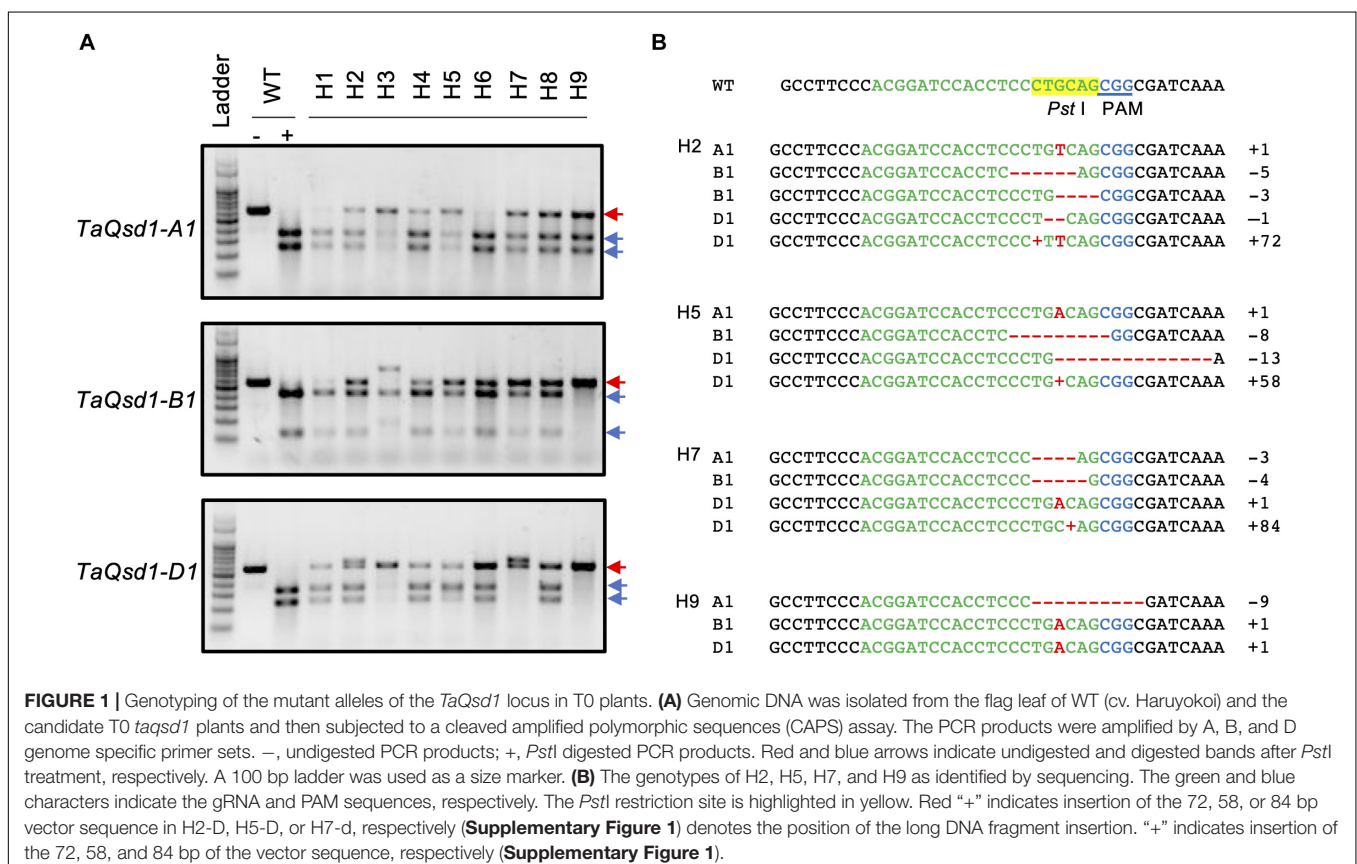 A
Ladder
WT
H1 H2 H3 H4 H5 H6 H7 H8 H9
- +
TaQsd1-A1
TaQsd1-B1
TaQsd1-D1
B
WT GCCTTCCCACGGATCCACCTCCCTGCAGCGGCGATCAAA
Pst I PAM
H2 A1 GCCTTCCCACGGATCCACCTCCCTGTCAGCGGCGATCAAA +1
B1 GCCTTCCCACGGATCCACCTC------AGCGGCGATCAAA -5
B1 GCCTTCCCACGGATCCACCTCCCTG----CGGCGATCAAA -3
D1 GCCTTCCCACGGATCCACCTCCCT--CAGCGGCGATCAAA –1
D1 GCCTTCCCACGGATCCACCTCCC+TTCAGCGGCGATCAAA +72
H5 A1 GCCTTCCCACGGATCCACCTCCCTGACAGCGGCGATCAAA +1
B1 GCCTTCCCACGGATCCACCTC---------GGCGATCAAA -8
D1 GCCTTCCCACGGATCCACCTCCCTG--------------A -13
D1 GCCTTCCCACGGATCCACCTCCCTG+CAGCGGCGATCAAA +58
H7 A1 GCCTTCCCACGGATCCACCTCCC----AGCGGCGATCAAA -3
B1 GCCTTCCCACGGATCCACCTCCC-----GCGGCGATCAAA -4
D1 GCCTTCCCACGGATCCACCTCCCTGACAGCGGCGATCAAA +1
D1 GCCTTCCCACGGATCCACCTCCCTGC+AGCGGCGATCAAA +84
H9 A1 GCCTTCCCACGGATCCACCTCCC----------GATCAAA -9
B1 GCCTTCCCACGGATCCACCTCCCTGACAGCGGCGATCAAA +1
D1 GCCTTCCCACGGATCCACCTCCCTGACAGCGGCGATCAAA +1
FIGURE 1 | Genotyping of the mutant alleles of the TaQsd1 locus in T0 plants. (A) Genomic DNA was isolated from the flag leaf of WT (cv. Haruyokoi) and the
candidate T0 taqsd1 plants and then subjected to a cleaved amplified polymorphic sequences (CAPS) assay. The PCR products were amplified by A, B, and D
genome specific primer sets. −, undigested PCR products; +, PstI digested PCR products. Red and blue arrows indicate undigested and digested bands after PstI
treatment, respectively. A 100 bp ladder was used as a size marker. (B) The genotypes of H2, H5, H7, and H9 as identified by sequencing. The green and blue
characters indicate the gRNA and PAM sequences, respectively. The PstI restriction site is highlighted in yellow. Red “+” indicates insertion of the 72, 58, or 84 bp
vector sequence in H2-D, H5-D, or H7-d, respectively (Supplementary Figure 1) denotes the position of the long DNA fragment insertion. “+” indicates insertion of
the 72, 58, and 84 bp of the vector sequence, respectively (Supplementary Figure 1).